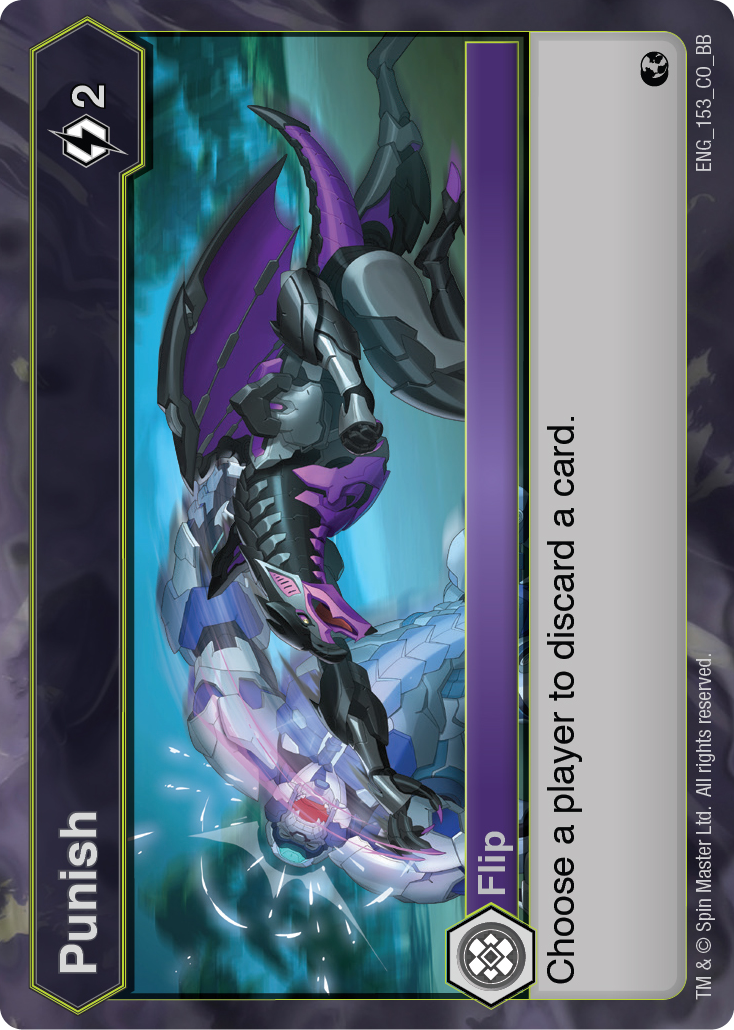 Punish
2
Flip
Choose a player to discard a card.
TM & © Spin Master Ltd. All rights reserved.
ENG_153_CO_BB